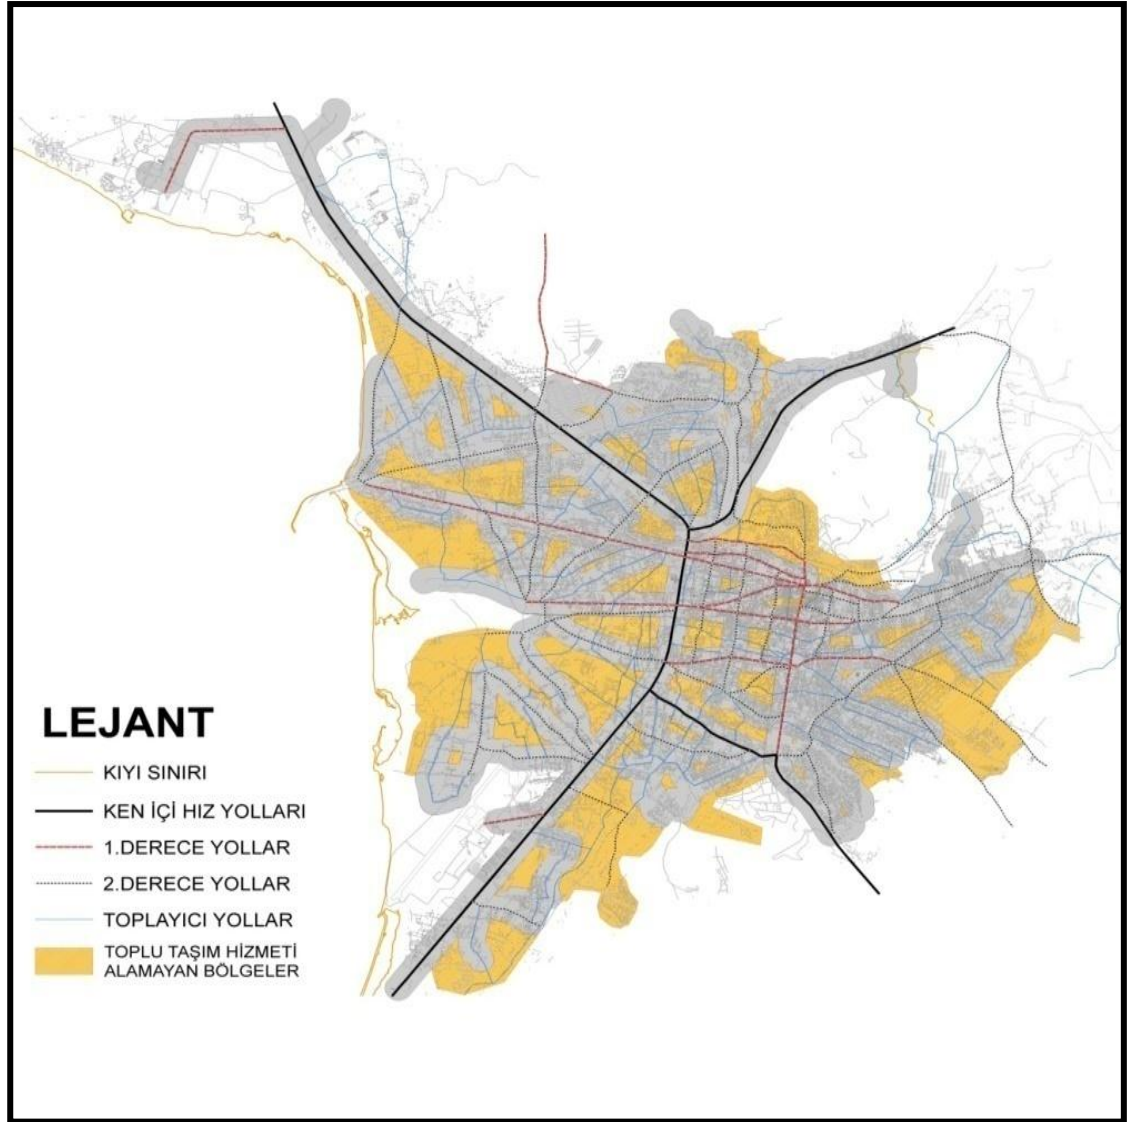 LEJANT
KIYI SINIRI
KEN İÇİ HIZ YOLLARI
1.DERECE YOLLAR
2.DERECE YOLLAR
TOPLAYICI YOLLAR
TOPLU TAŞIM HİZMETİ
ALAMAYAN BÖLGELER